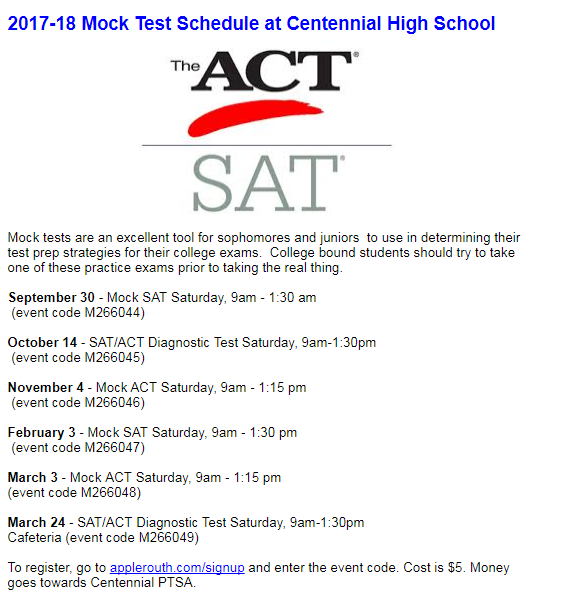 2017-18 Mock Test Schedule at Centennial High School
The ACT®
SAT®
Mock tests are an excellent tool for sophomores and juniors  to use in determining their
test prep strategies for their college exams.  College bound students should try to take
one of these practice exams prior to taking the real thing.
September 30 - Mock SAT Saturday, 9am - 1:30 am
(event code M266044)
October 14 - SAT/ACT Diagnostic Test Saturday, 9am-1:30pm
(event code M266045)
November 4 - Mock ACT Saturday, 9am - 1:15 pm
(event code M266046)
February 3 - Mock SAT Saturday, 9am - 1:30 pm
(event code M266047)
March 3 - Mock ACT Saturday, 9am - 1:15 pm
(event code M266048)
March 24 - SAT/ACT Diagnostic Test Saturday, 9am-1:30pm
Cafeteria (event code M266049)
To register, go to applerouth.com/signup and enter the event code. Cost is $5. Money
goes towards Centennial PTSA.